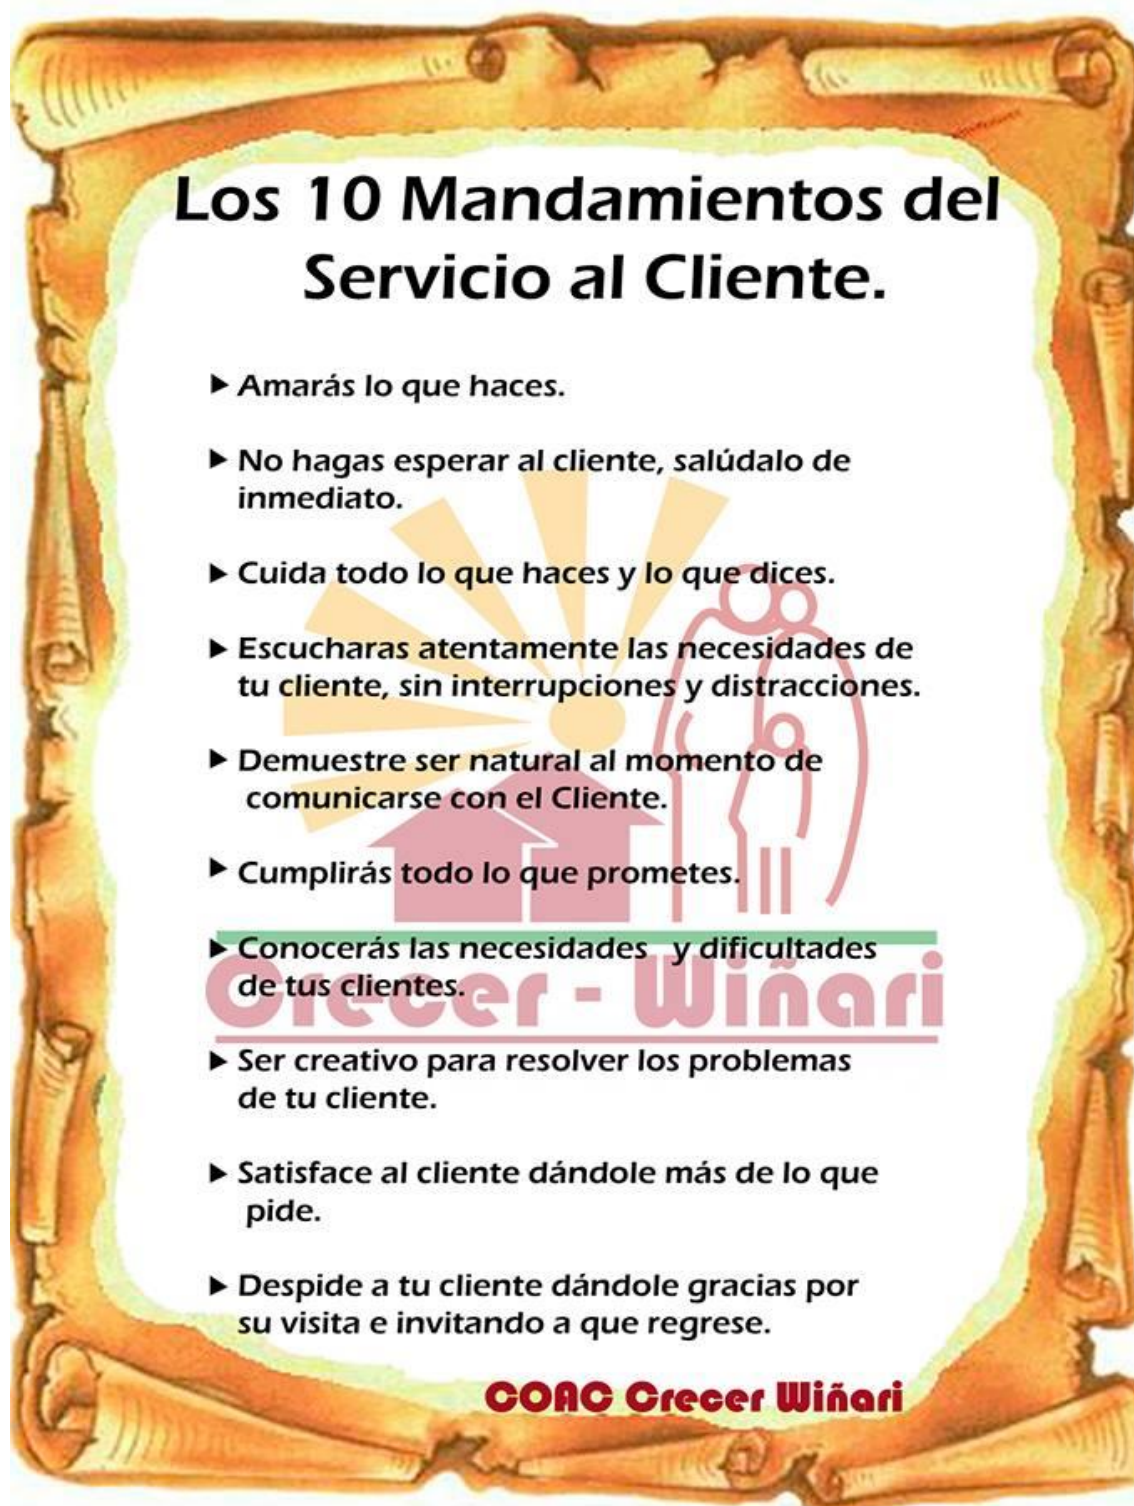 Los 10 Mandamientos del
Servicio al Cliente.
▶ Amarás lo que haces.
▶ No hagas esperar al cliente, salúdalo de
inmediato.
▶ Cuida todo lo que haces y lo que dices.
▶ Escucharas atentamente las necesidades de
tu cliente, sin interrupciones y distracciones.
▶ Demuestre ser natural al momento de
comunicarse con el Cliente.
▶ Cumplirás todo lo que prometes.
▶ Conocerás las necesidades y dificultades
de tus clientes.
Crecer - Wiñari
▶ Ser creativo para resolver los problemas
de tu cliente.
▶ Satisface al cliente dándole más de lo que
pide.
▶ Despide a tu cliente dándole gracias por
su visita e invitando a que regrese.
COAC Crecer Wiñari